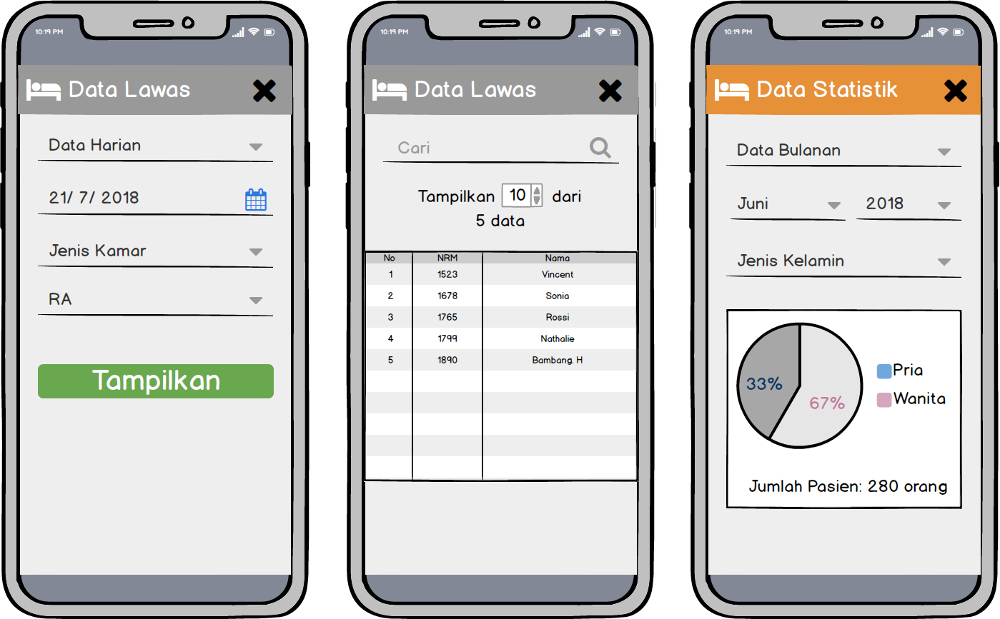 10:19 PM
Data Lawas
Data Harian
21/ 7/ 2018
Jenis Kamar
RA
Tampilkan
10:19 PM
Data Lawas
Cari
Tampilkan 10 dari
5 data
No NRM Nama
1 1523 Vincent
2 1678 Sonia
3 1765 Rossi
4 1799 Nathalie
5 1890 Bambang. H
10:19 PM
Data Statistik
Data Bulanan
Juni 2018
Jenis Kelamin
33%
67%
Pria
Wanita
Jumlah Pasien: 280 orang